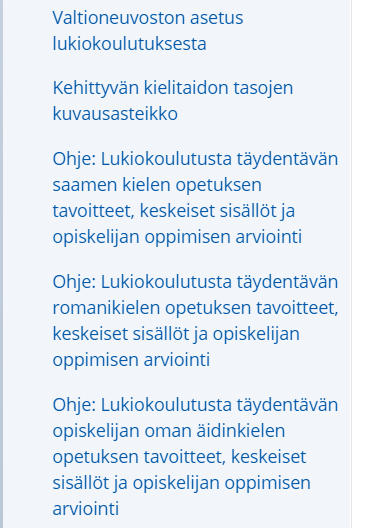 Valtioneuvoston asetus
lukiokoulutuksesta
Kehittyvän kielitaidon tasojen
kuvausasteikko
Ohje: Lukiokoulutusta täydentävän
saamen kielen opetuksen
tavoitteet, keskeiset sisällöt ja
opiskelijan oppimisen arviointi
Ohje: Lukiokoulutusta täydentävän
romanikielen opetuksen tavoitteet,
keskeiset sisällöt ja opiskelijan
oppimisen arviointi
Ohje: Lukiokoulutusta täydentävän
opiskelijan oman äidinkielen
opetuksen tavoitteet, keskeiset
sisällöt ja opiskelijan oppimisen
arviointi